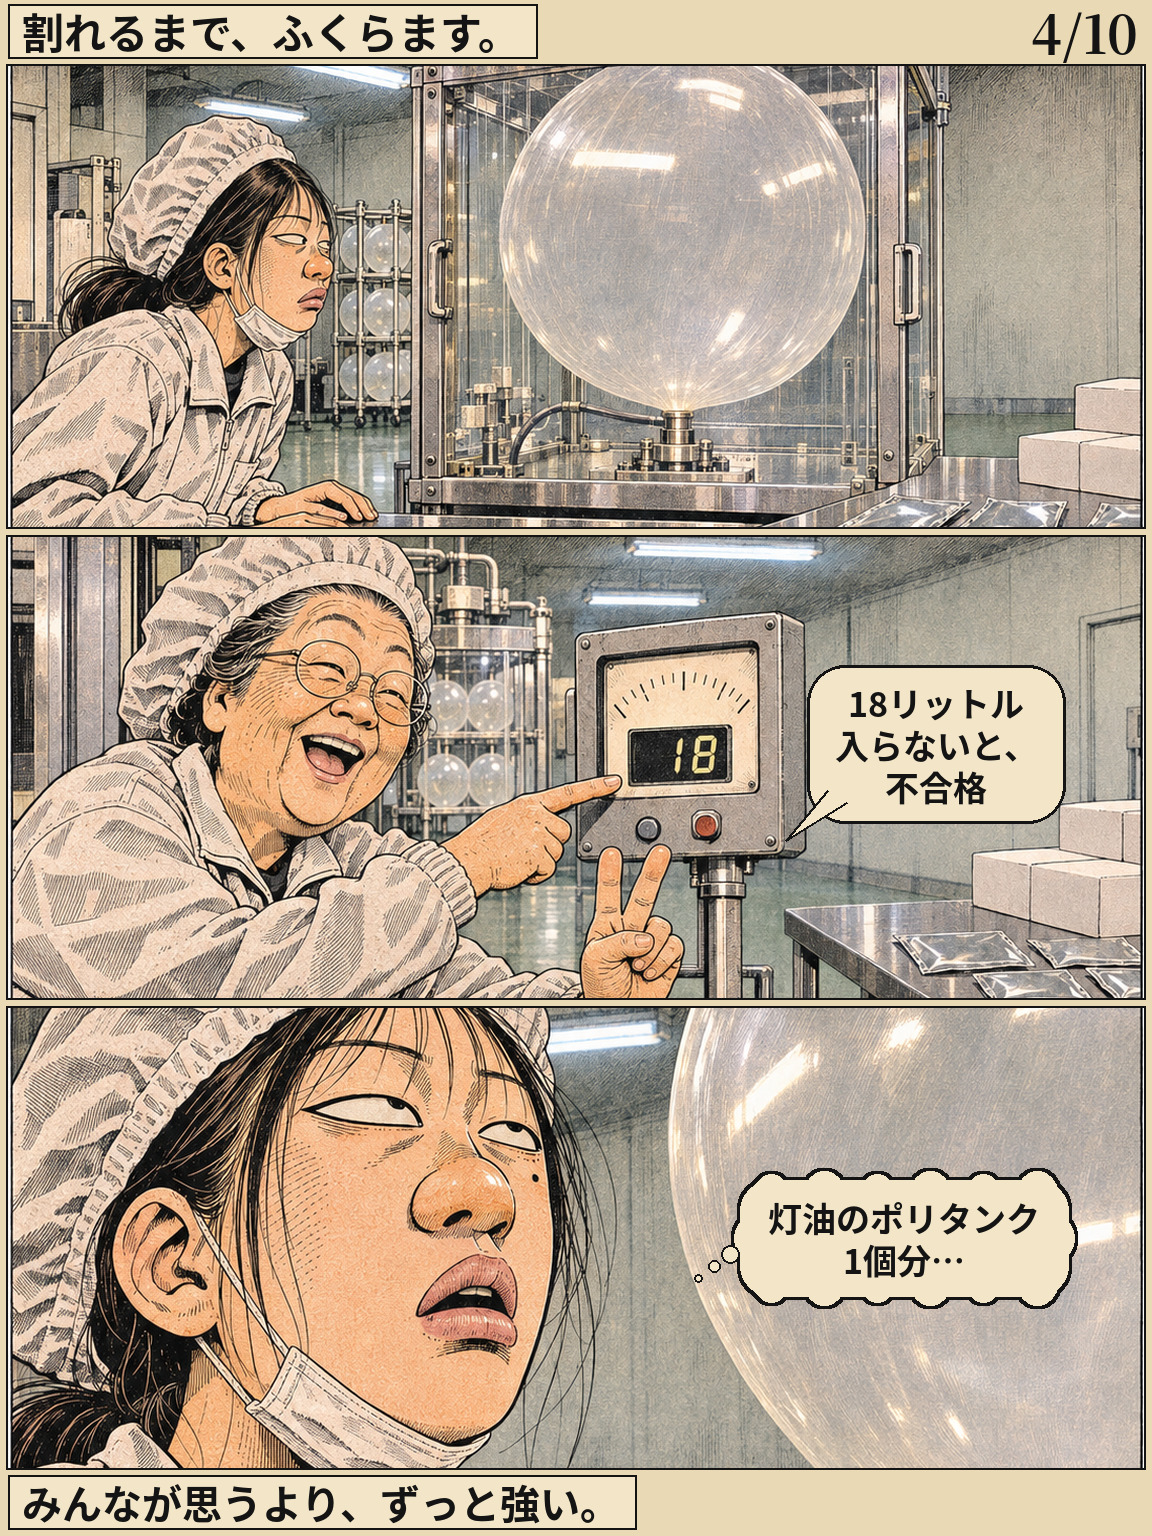 割れるまで、ふくらます。
4/10
18
18リットル
入らないと、
不合格
灯油のポリタンク
1個分…
みんなが思うより、ずっと強い。